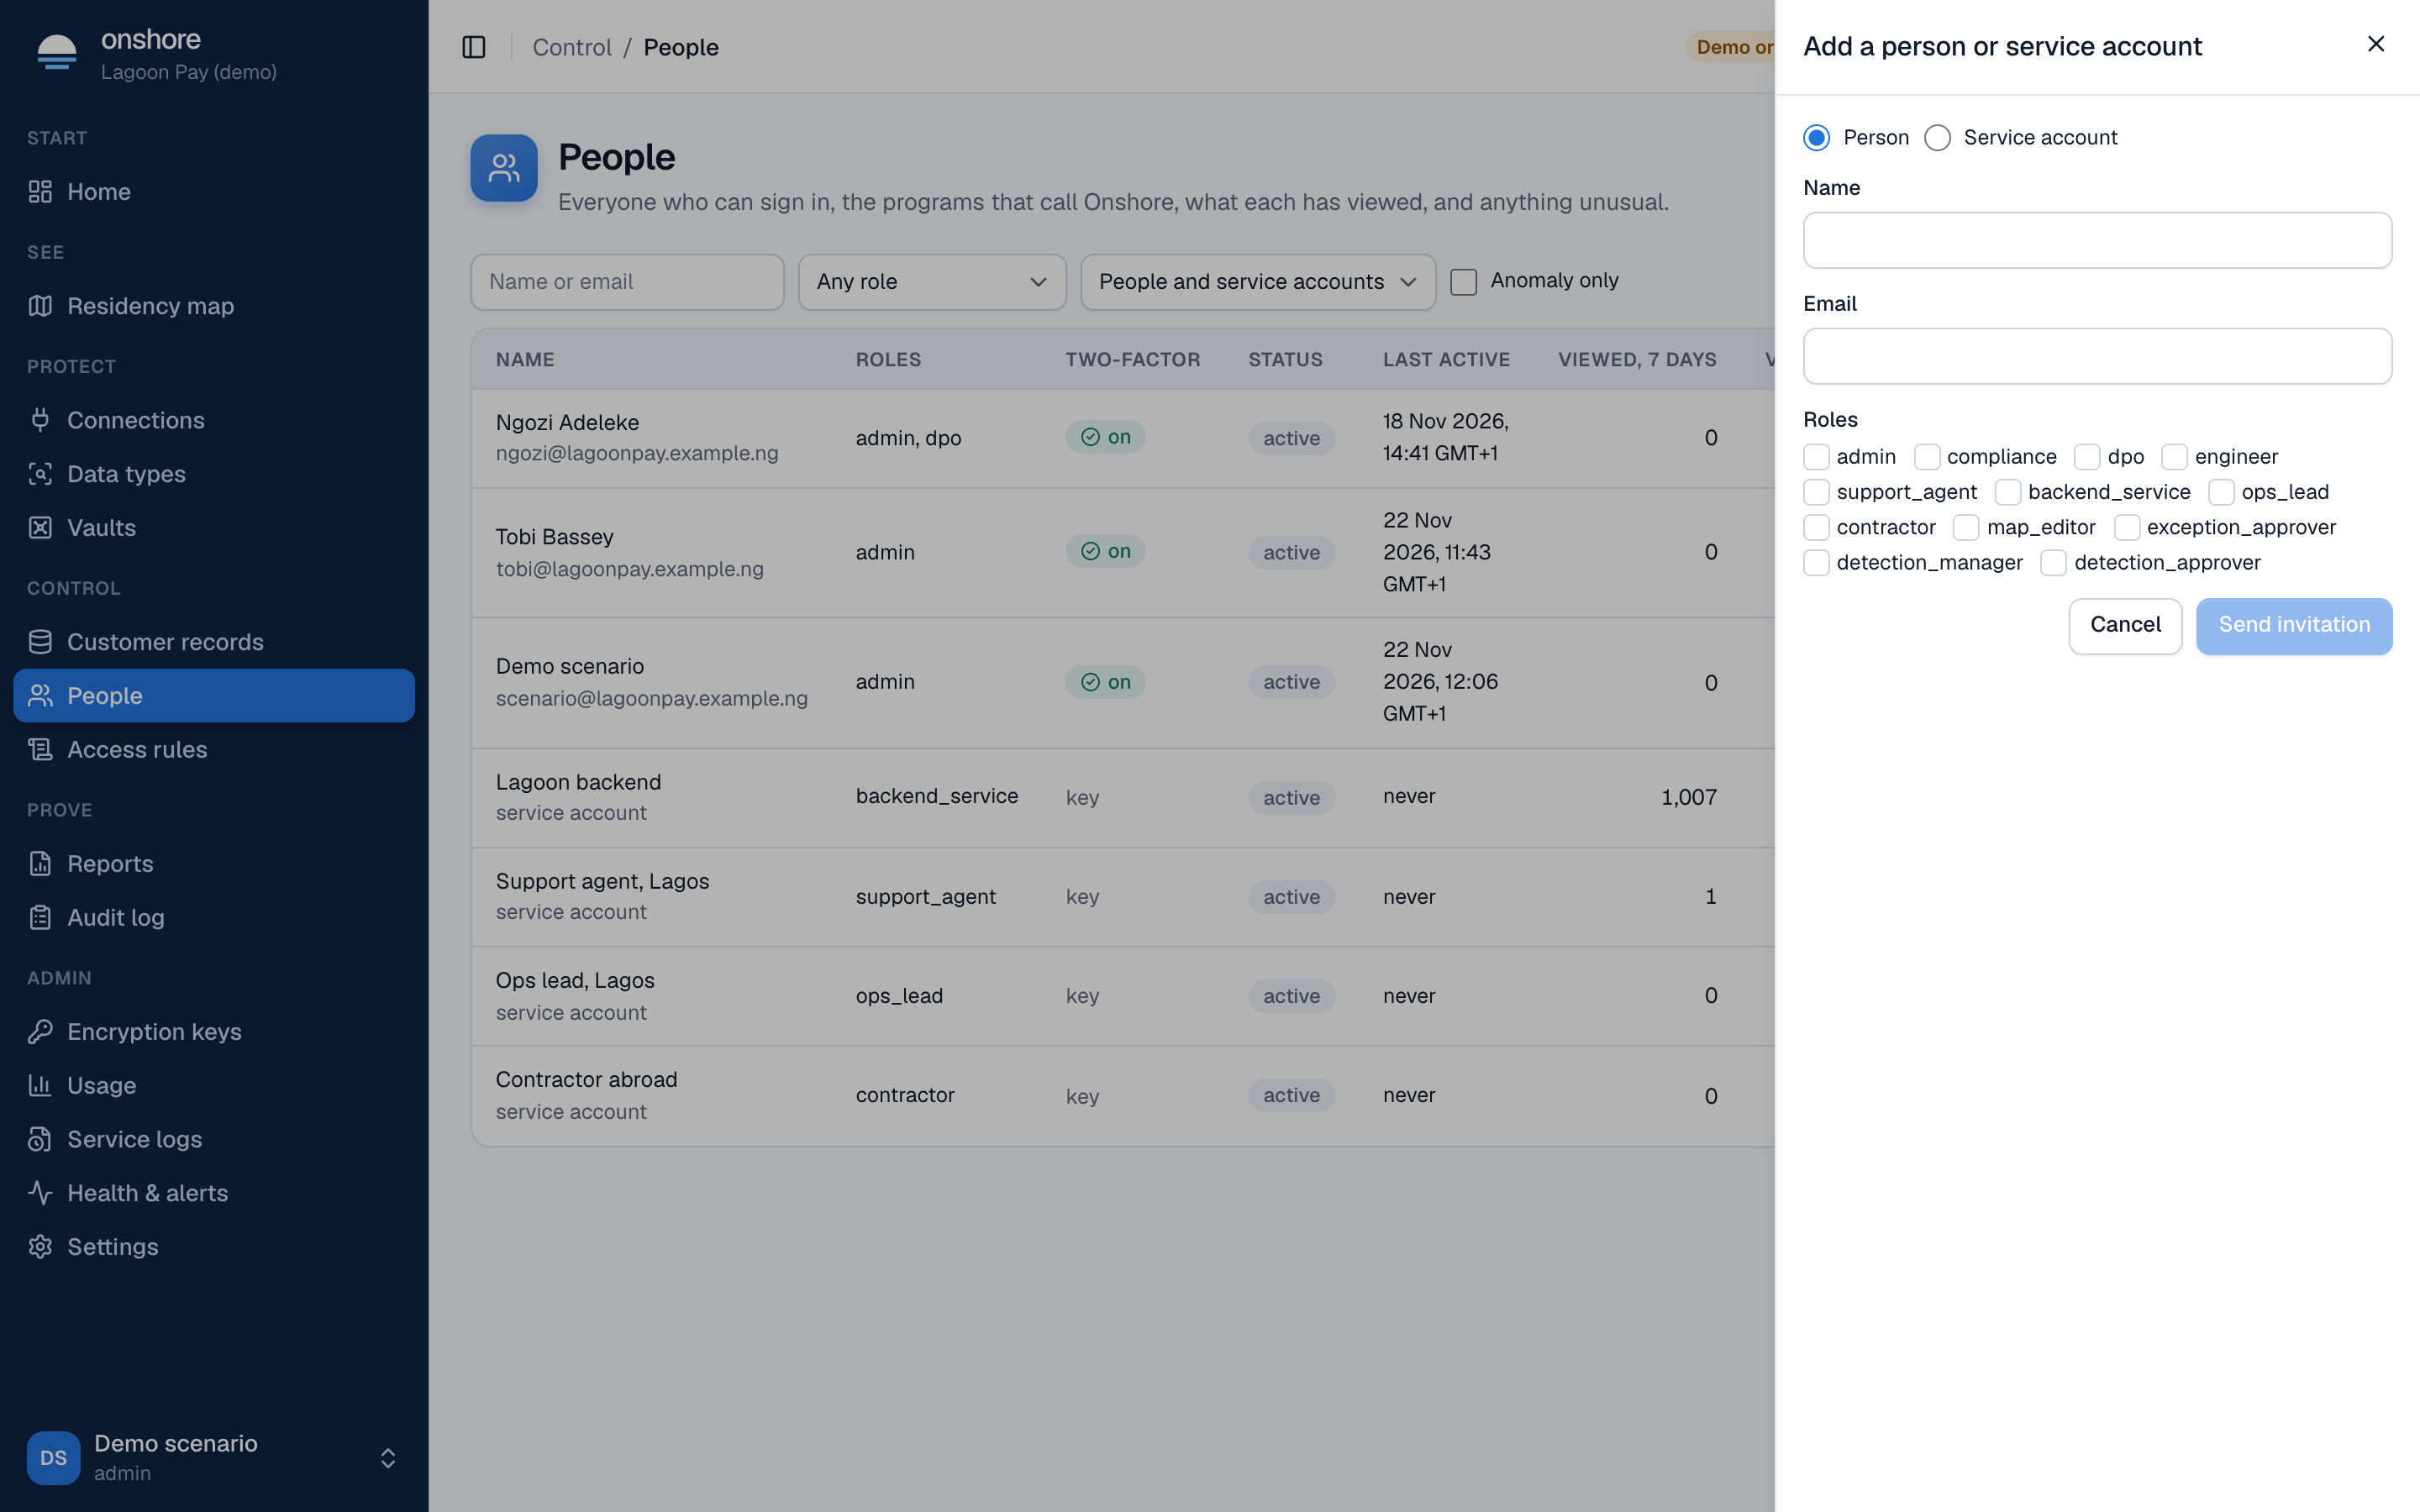 onshore
Lagoon Pay (demo)
START
Home
SEE
Residency map
PROTECT
Connections
Data types
Vaults
CONTROL
Customer records
People
Access rules
PROVE
Reports
Audit log
ADMIN
Encryption keys
Usage
Service logs
Health & alerts
Settings
DS
Demo scenario
admin
Control / People
Demo or
People
Everyone who can sign in, the programs that call Onshore, what each has viewed, and anything unusual.
Name or email
Any role
People and service accounts
Anomaly only
NAME ROLES TWO-FACTOR STATUS LAST ACTIVE VIEWED, 7 DAYS
Ngozi Adeleke
ngozi@lagoonpay.example.ng
admin, dpo
on
active
18 Nov 2026,
14:41 GMT+1
0
Tobi Bassey
tobi@lagoonpay.example.ng
admin
on
active
22 Nov
2026, 11:43
GMT+1
0
Demo scenario
scenario@lagoonpay.example.ng
admin
on
active
22 Nov
2026, 12:06
GMT+1
0
Lagoon backend
service account
backend_service
key
active
never
1,007
Support agent, Lagos
service account
support_agent
key
active
never
1
Ops lead, Lagos
service account
ops_lead
key
active
never
0
Contractor abroad
service account
contractor
key
active
never
0
Add a person or service account
Person Service account
Name
Email
Roles
admin compliance dpo engineer
support_agent backend_service ops_lead
contractor map_editor exception_approver
detection_manager detection_approver
Cancel
Send invitation